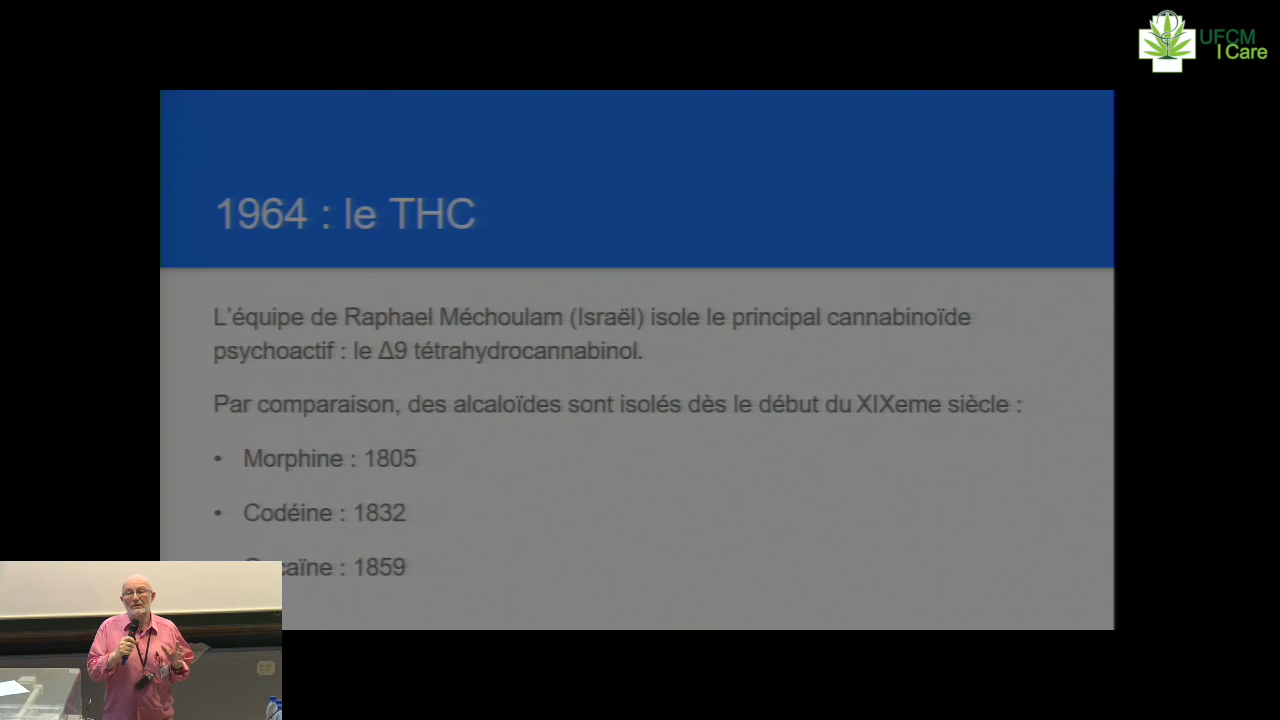 UFCM
I Care
1964 : le THC
L'équipe de Raphael Méchoulam (Israël) isole le principal cannabinoïde
psychoactif : le Δ9 tétrahydrocannabinol.
Par comparaison, des alcaloïdes sont isolés dès le début du XIXeme siècle :
• Morphine : 1805
• Codéine : 1832
Cocaïne : 1859